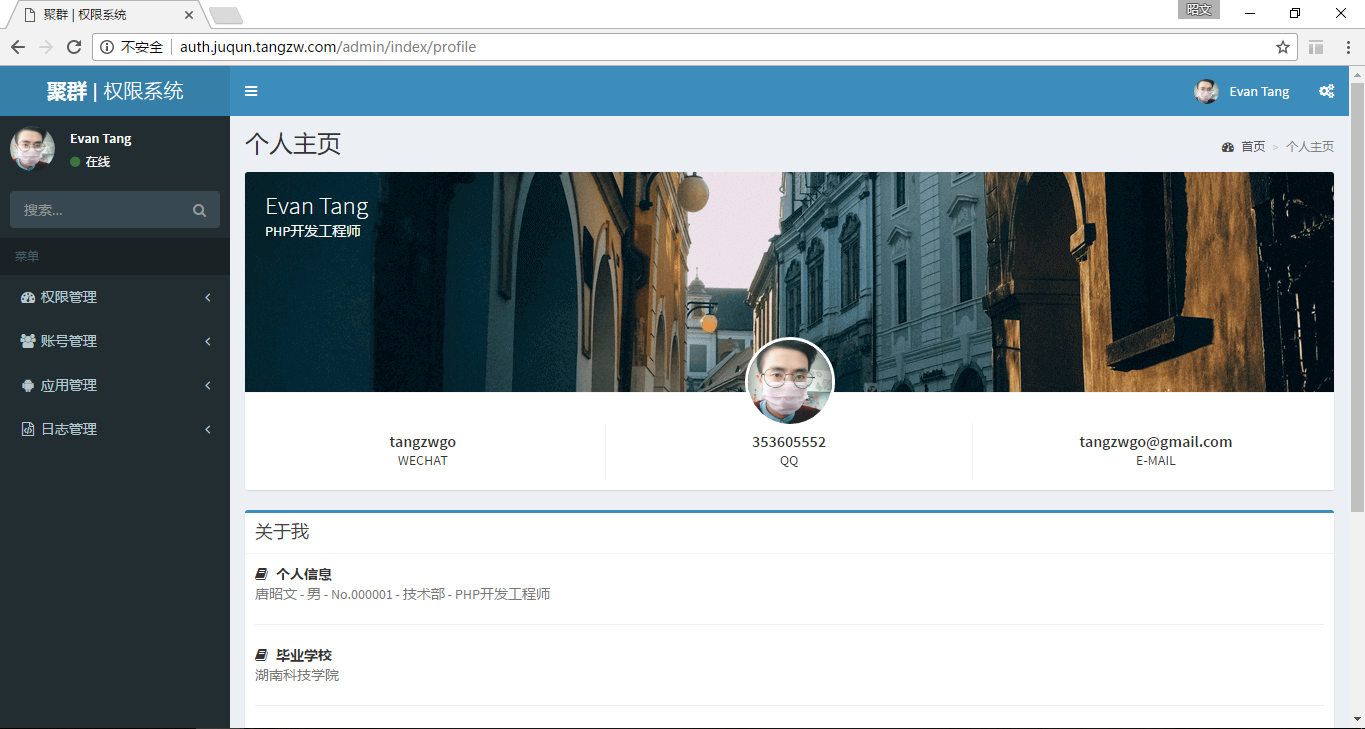 聚群 | 权限系统
昭文
不安全
auth.juqun.tangzw.com/admin/index/profile
聚群 | 权限系统
Evan Tang
Evan Tang
在线
搜索...
菜单
权限管理
账号管理
应用管理
日志管理
个人主页
首页 > 个人主页
Evan Tang
PHP开发工程师
tangzwgo
WECHAT
353605552
QQ
tangzwgo@gmail.com
E-MAIL
关于我
个人信息
唐昭文 - 男 - No.000001 - 技术部 - PHP开发工程师
毕业学校
湖南科技学院